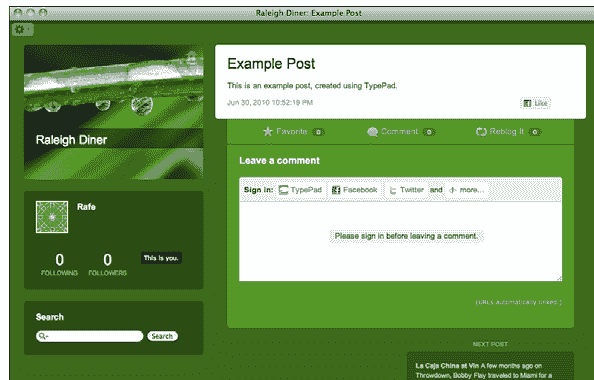 Raleigh Diner: Example Post
Raleigh Diner
Rafe
0
FOLLOWING
0
FOLLOWERS
This is you.
Search
Search
Example Post
This is an example post, created using TypePad.
Jun 30, 2010 10:52:19 PM
Like
Favorite 0
Comment 0
Reblog It 0
Leave a comment
Sign in: TypePad Facebook Twitter and more...
Please sign in before leaving a comment.
(URLs automatically linked.)
NEXT POST
La Caja China at Vin A few months ago on
Throwdown, Bobby Flay traveled to Miami for a